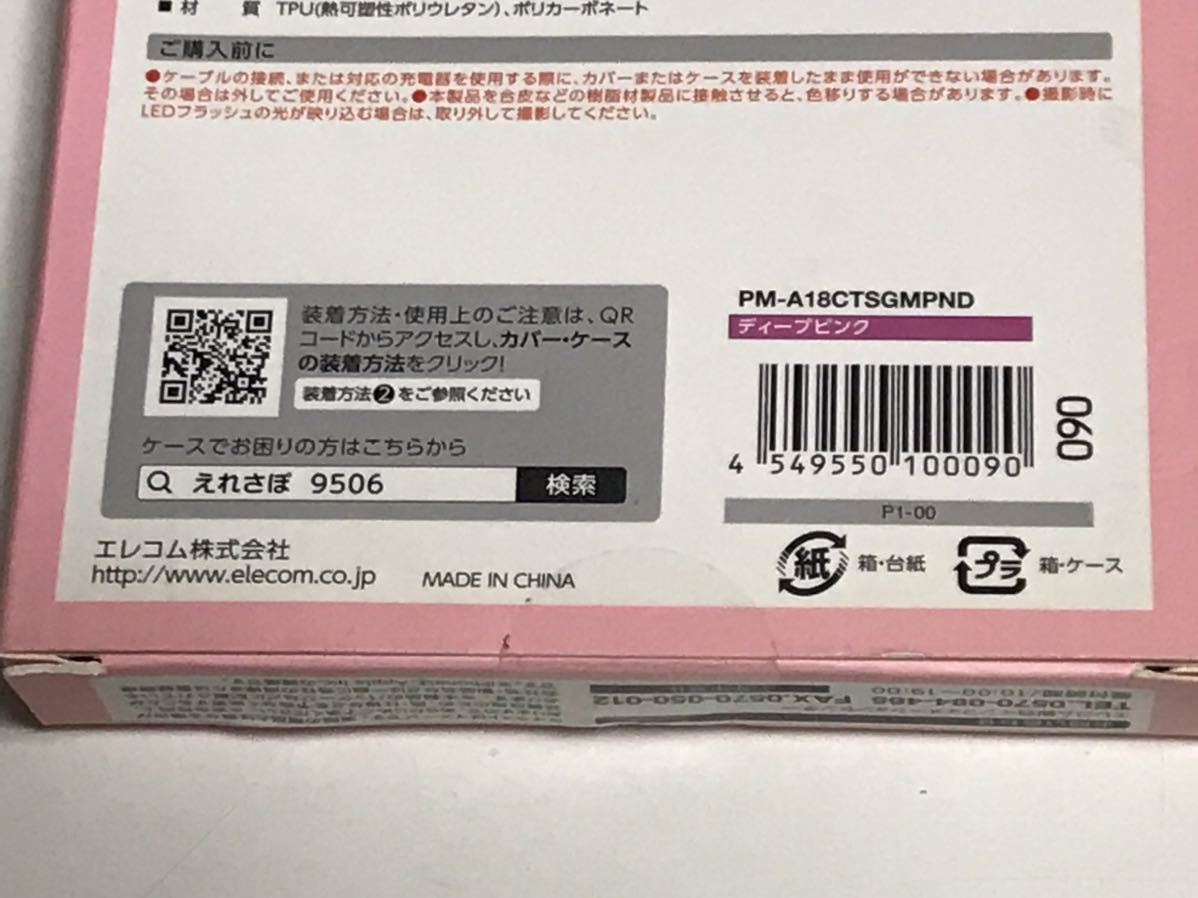 ■材 質 TPU(熱可塑性ポリウレタン)、ポリカーボネート
ご購入前に
●ケーブルの接続、または対応の充電器を使用する際に、カバーまたはケースを装着したまま使用ができない場合があります。
その場合は外してご使用ください。●本製品を合皮などの樹脂材製品に接触させると、色移りする場合があります。●撮影時に
LEDフラッシュの光が映り込む場合は、取り外して撮影してください。
装着方法・使用上のご注意は、QR
コードからアクセスし、カバー・ケース
の装着方法をクリック!
装着方法❷をご参照ください
ケースでお困りの方はこちらから
えれさぽ 9506 検索
エレコム株式会社
http://www.elecom.co.jp MADE IN CHINA
PM-A18CTSGMPND
ディープピンク
4 549550 100090
090
P1-00
紙 箱・台紙 プラ 箱・ケース
TEL.0570-084-465 FAX.0570-050-012